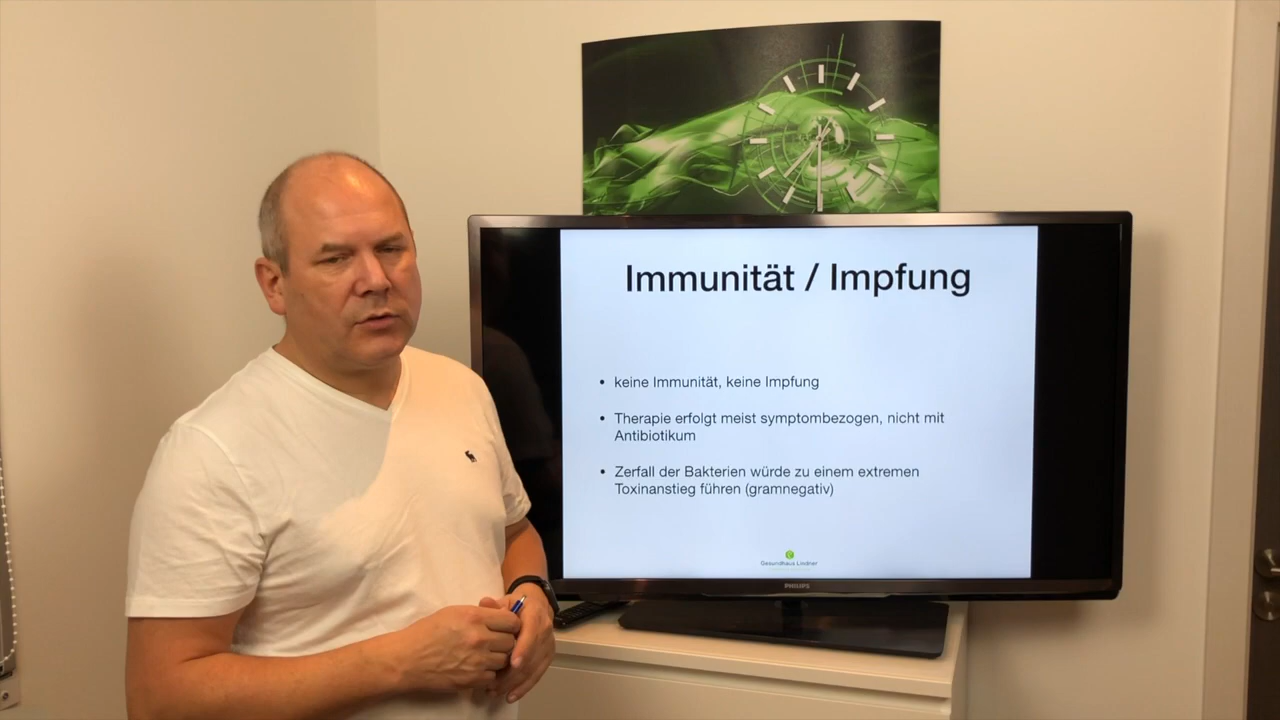 Immunität / Impfung
• keine Immunität, keine Impfung
• Therapie erfolgt meist symptombezogen, nicht mit
Antibiotikum
• Zerfall der Bakterien würde zu einem extremen
Toxinanstieg führen (gramnegativ)
Gesundhaus Lindner
PHILIPS